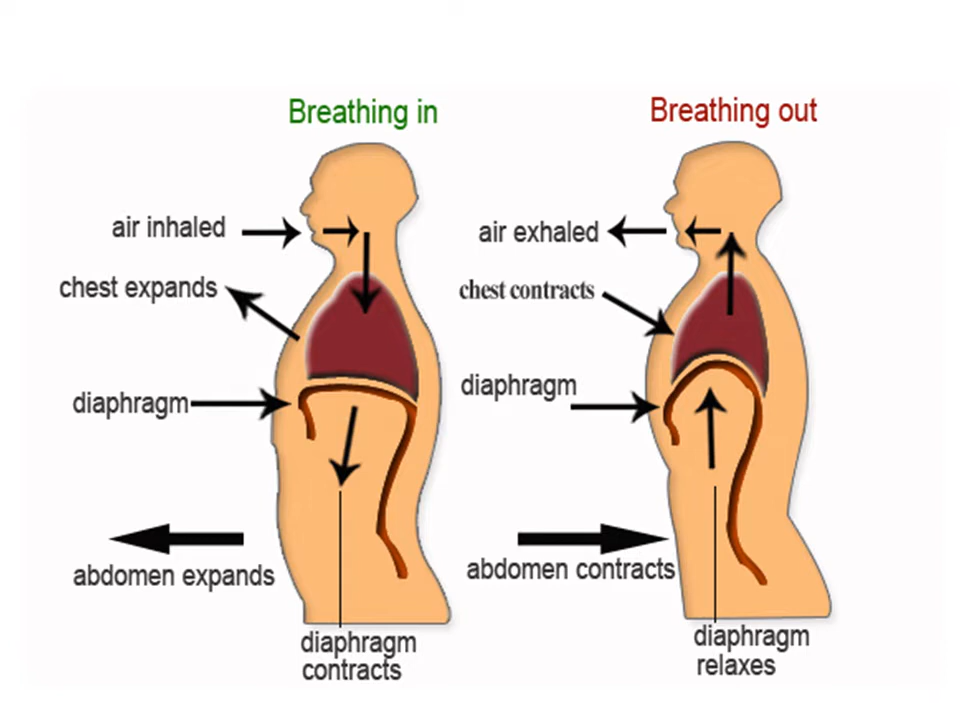 Breathing in
air inhaled
chest expands
diaphragm
abdomen expands
diaphragm
contracts
Breathing out
air exhaled
chest contracts
diaphragm
abdomen contracts
diaphragm
relaxes